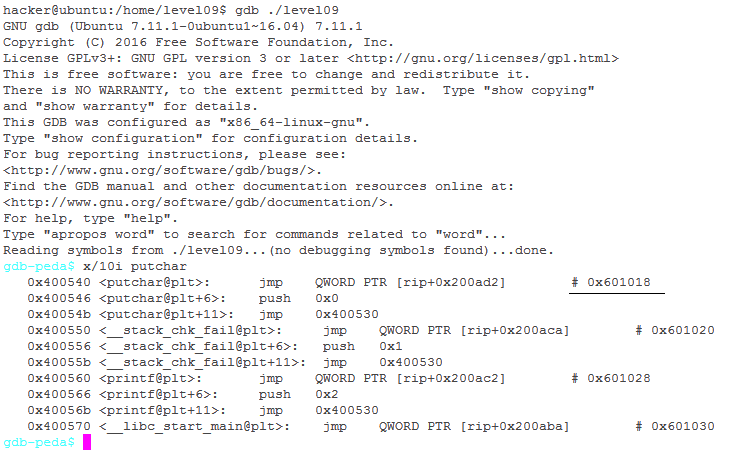 hacker@ubuntu:/home/level09$ gdb ./level09
GNU gdb (Ubuntu 7.11.1-0ubuntu1~16.04) 7.11.1
Copyright (C) 2016 Free Software Foundation, Inc.
License GPLv3+: GNU GPL version 3 or later <http://gnu.org/licenses/gpl.html>
This is free software: you are free to change and redistribute it.
There is NO WARRANTY, to the extent permitted by law.  Type "show copying"
and "show warranty" for details.
This GDB was configured as "x86_64-linux-gnu".
Type "show configuration" for configuration details.
For bug reporting instructions, please see:
<http://www.gnu.org/software/gdb/bugs/>.
Find the GDB manual and other documentation resources online at:
<http://www.gnu.org/software/gdb/documentation/>.
For help, type "help".
Type "apropos word" to search for commands related to "word"...
Reading symbols from ./level09...(no debugging symbols found)...done.
gdb-peda$ x/10i putchar
   0x400540 <putchar@plt>:	jmp    QWORD PTR [rip+0x200ad2]        # 0x601018
   0x400546 <putchar@plt+6>:	push   0x0
   0x40054b <putchar@plt+11>:	jmp    0x400530
   0x400550 <__stack_chk_fail@plt>:	jmp    QWORD PTR [rip+0x200aca]        # 0x601020
   0x400556 <__stack_chk_fail@plt+6>:	push   0x1
   0x40055b <__stack_chk_fail@plt+11>:	jmp    0x400530
   0x400560 <printf@plt>:	jmp    QWORD PTR [rip+0x200ac2]        # 0x601028
   0x400566 <printf@plt+6>:	push   0x2
   0x40056b <printf@plt+11>:	jmp    0x400530
   0x400570 <__libc_start_main@plt>:	jmp    QWORD PTR [rip+0x200aba]        # 0x601030
gdb-peda$